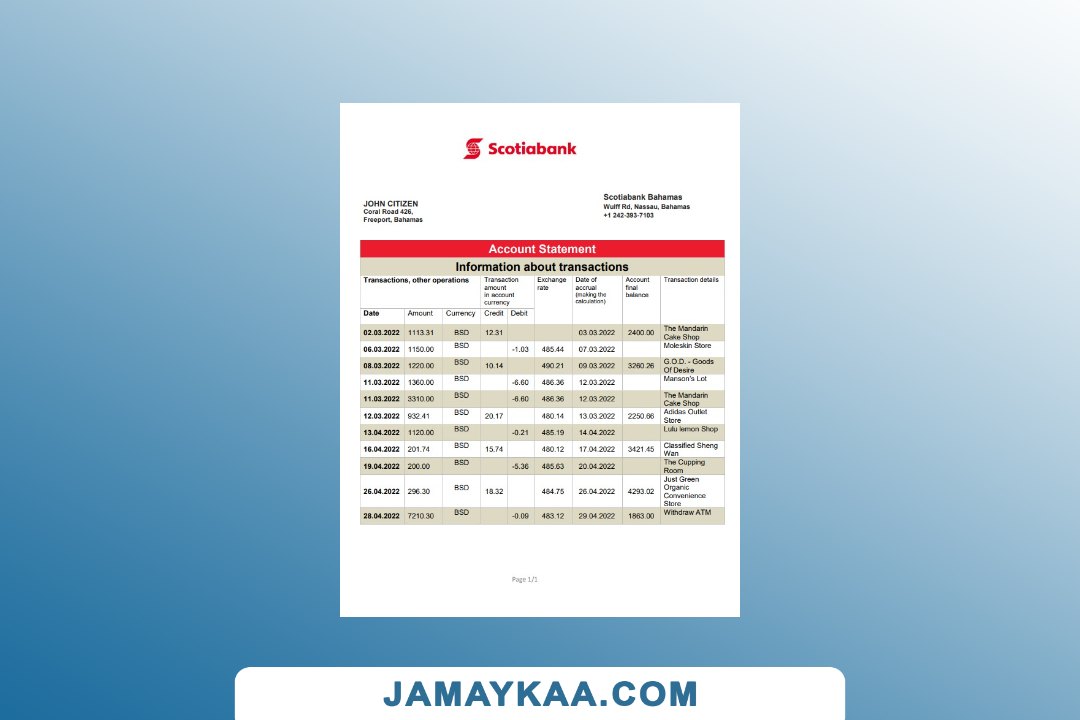 Scotiabank
JOHN CITIZEN
Coral Road 426,
Freeport, Bahamas
Scotiabank Bahamas
Wulff Rd, Nassau, Bahamas
+1 242-393-7103
Account Statement
Information about transactions
Transactions, other operations
Transaction
amount
in account
currency
Exchange
rate
Date of
accrual
(making the
calculation)
Account
final
balance
Transaction details
Date Amount Currency Credit Debit
02.03.2022 1113.31 BSD 12.31 03.03.2022 2400.00 The Mandarin
Cake Shop
06.03.2022 1150.00 BSD -1.03 485.44 07.03.2022 Moleskin Store
08.03.2022 1220.00 BSD 10.14 490.21 09.03.2022 3260.26 G.O.D. - Goods
Of Desire
11.03.2022 1360.00 BSD -6.60 486.36 12.03.2022 Manson's Lot
11.03.2022 3310.00 BSD -6.60 486.36 12.03.2022 The Mandarin
Cake Shop
12.03.2022 932.41 BSD 20.17 480.14 13.03.2022 2250.66 Adidas Outlet
Store
13.04.2022 1120.00 BSD -0.21 485.19 14.04.2022 Lulu lemon Shop
16.04.2022 201.74 BSD 15.74 480.12 17.04.2022 3421.45 Classified Sheng
Wan
19.04.2022 200.00 BSD -5.36 485.63 20.04.2022 The Cupping
Room
26.04.2022 296.30 BSD 18.32 484.75 26.04.2022 4293.02 Just Green
Organic
Convenience
Store
28.04.2022 7210.30 BSD -0.09 483.12 29.04.2022 1863.00 Withdraw ATM
Page 1/1
JAMAYKAA.COM